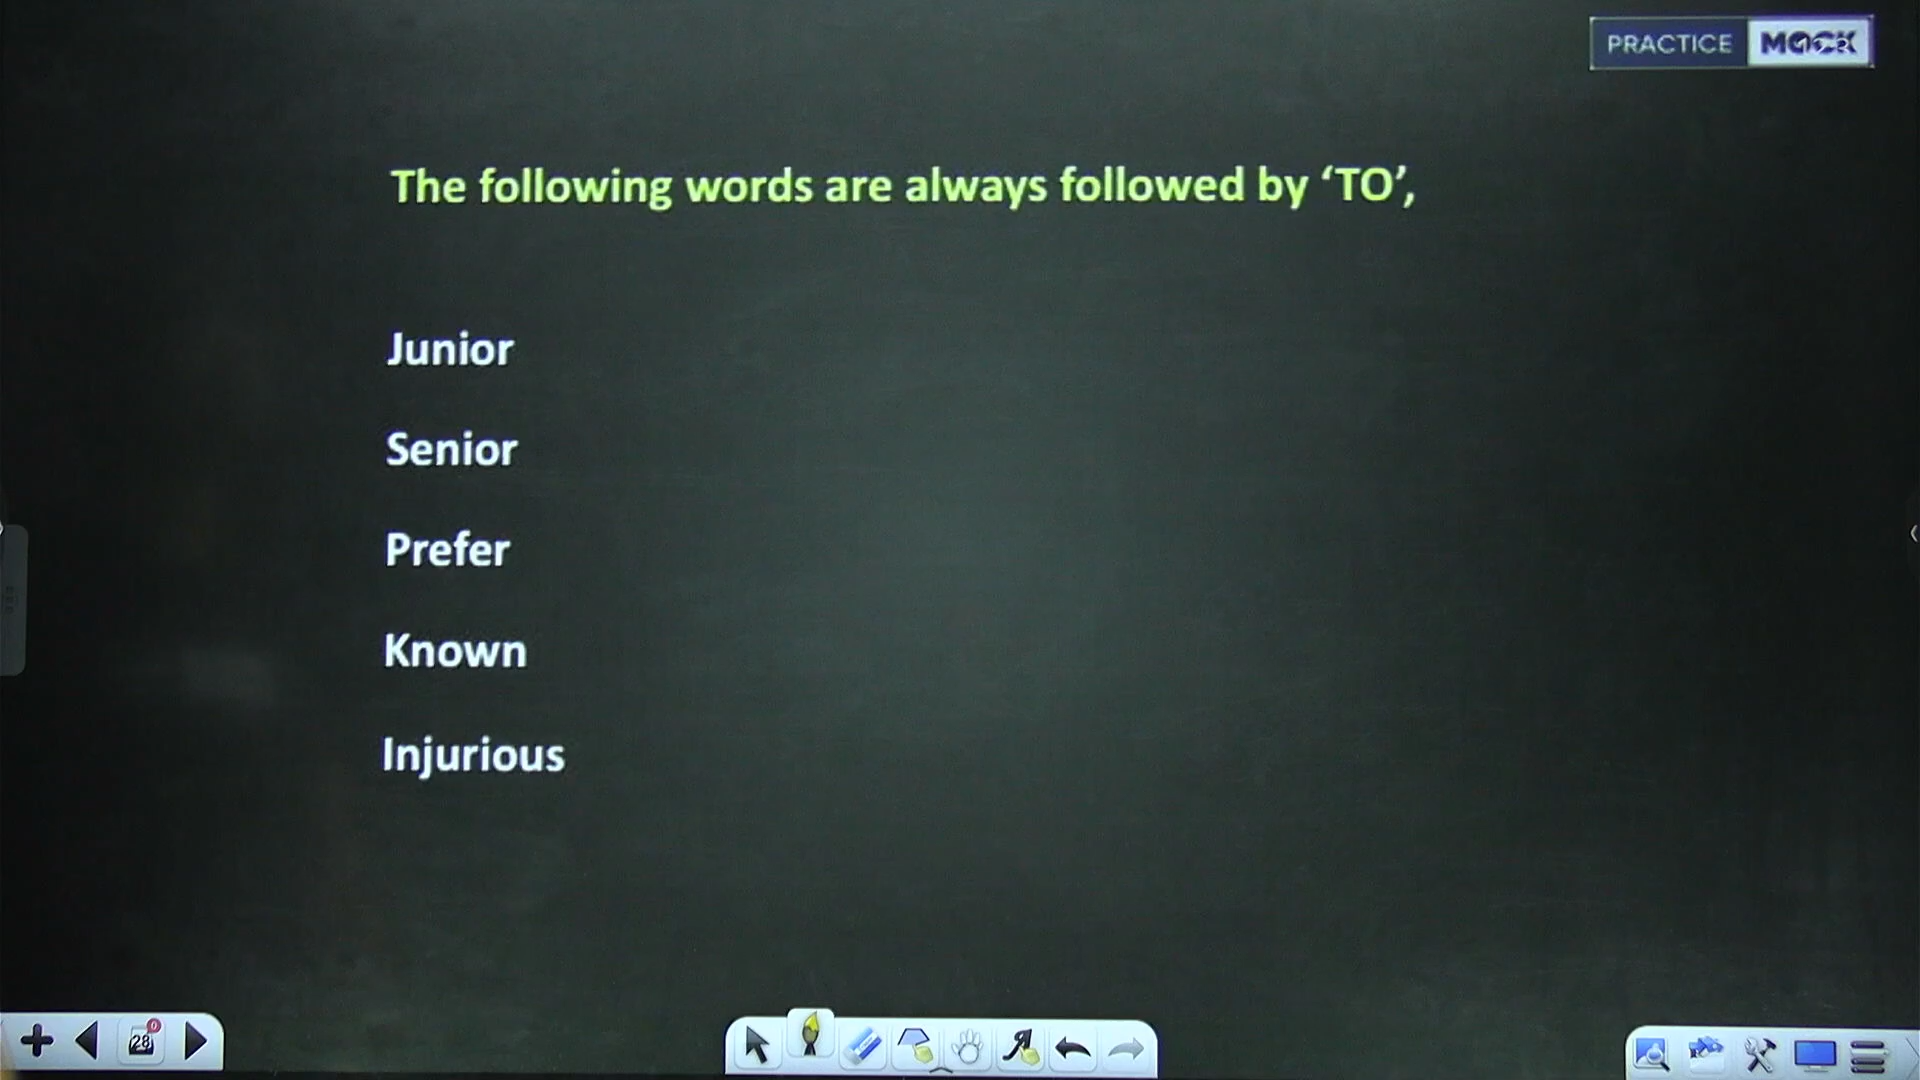 PRACTICE MOCK
The following words are always followed by ‘TO’,
Junior
Senior
Prefer
Known
Injurious
28